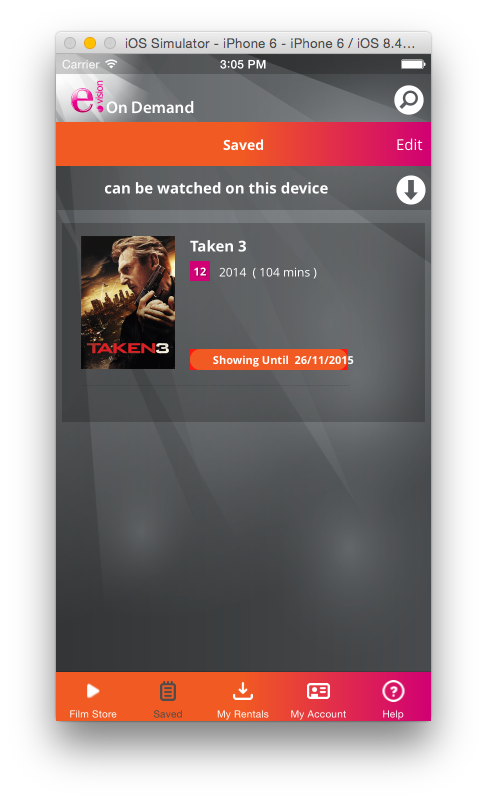 iOS Simulator - iPhone 6 - iPhone 6 / iOS 8.4...
Carrier 3:05 PM
e vision On Demand
Saved Edit
can be watched on this device
Taken 3
12 2014 ( 104 mins )
TAKEN3
Showing Until 26/11/2015
Film Store Saved My Rentals My Account Help